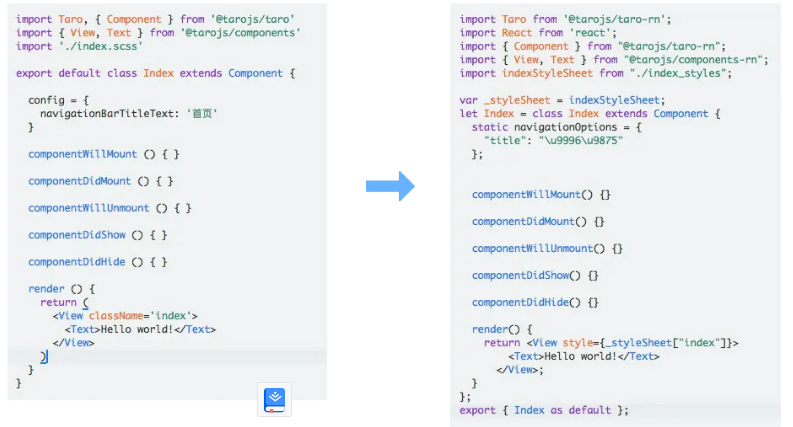 import Taro, { Component } from '@tarojs/taro'
import { View, Text } from '@tarojs/components'
import './index.scss'
export default class Index extends Component {
config = {
navigationBarTitleText: '首页'
}
componentWillMount () { }
componentDidMount () { }
componentWillUnmount () { }
componentDidShow () { }
componentDidHide () { }
render () {
return (
<View className='index'>
<Text>Hello world!</Text>
</View>
)
}
}
import Taro from '@tarojs/taro-rn';
import React from 'react';
import { Component } from "@tarojs/taro-rn";
import { View, Text } from "@tarojs/components-rn";
import indexStyleSheet from "./index_styles";
var _styleSheet = indexStyleSheet;
let Index = class Index extends Component {
static navigationOptions = {
"title": "\u9996\u9875"
};
componentWillMount() {}
componentDidMount() {}
componentWillUnmount() {}
componentDidShow() {}
componentDidHide() {}
render() {
return <View style={_styleSheet["index"]}>
<Text>Hello world!</Text>
</View>;
}
};
export { Index as default };